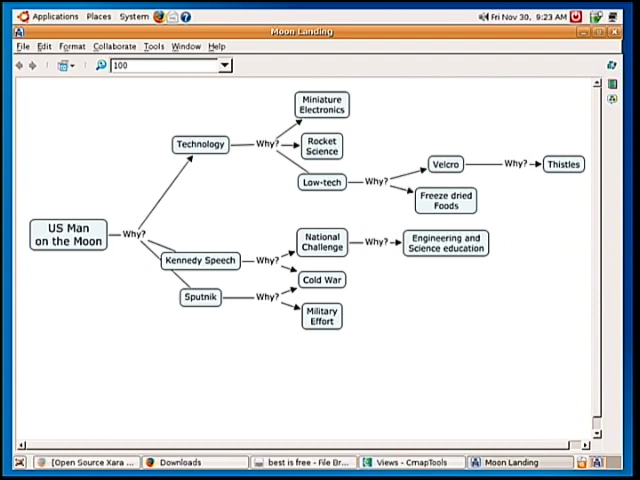 Applications Places System
Fri Nov 30, 9:23 AM
Moon Landing
File Edit Format Collaborate Tools Window Help
100
Miniature
Electronics
Technology
Why?
Rocket
Science
Low-tech
Why?
Velcro
Why?
Thistles
Freeze dried
Foods
US Man
on the Moon
Why?
National
Challenge
Why?
Engineering and
Science education
Kennedy Speech
Why?
Cold War
Sputnik
Why?
Military
Effort
[Open Source Xara ...
Downloads
best is free - File Br...
Views - CmapTools
Moon Landing